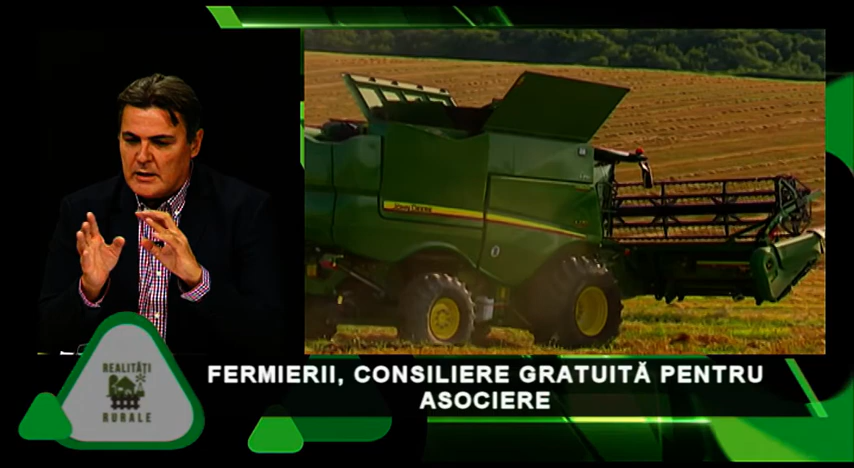 JOHN DEERE
FERMIERII, CONSILIERE GRATUITĂ PENTRU
ASOCIERE
REALITĂȚI
RURALE